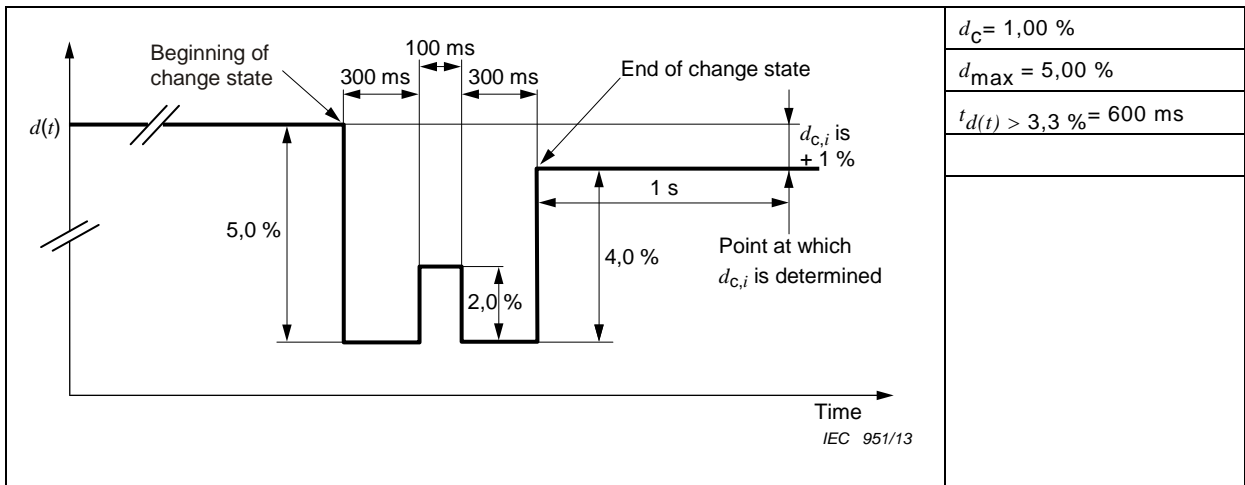 Beginning of
change state
100 ms
300 ms
300 ms
End of change state
d(t)
d_c,i is
+ 1 %
1 s
5,0 %
4,0 %
2,0 %
Point at which
d_c,i is determined
Time
IEC 951/13
d_c= 1,00 %
d_max = 5,00 %
t_d(t) > 3,3 %= 600 ms